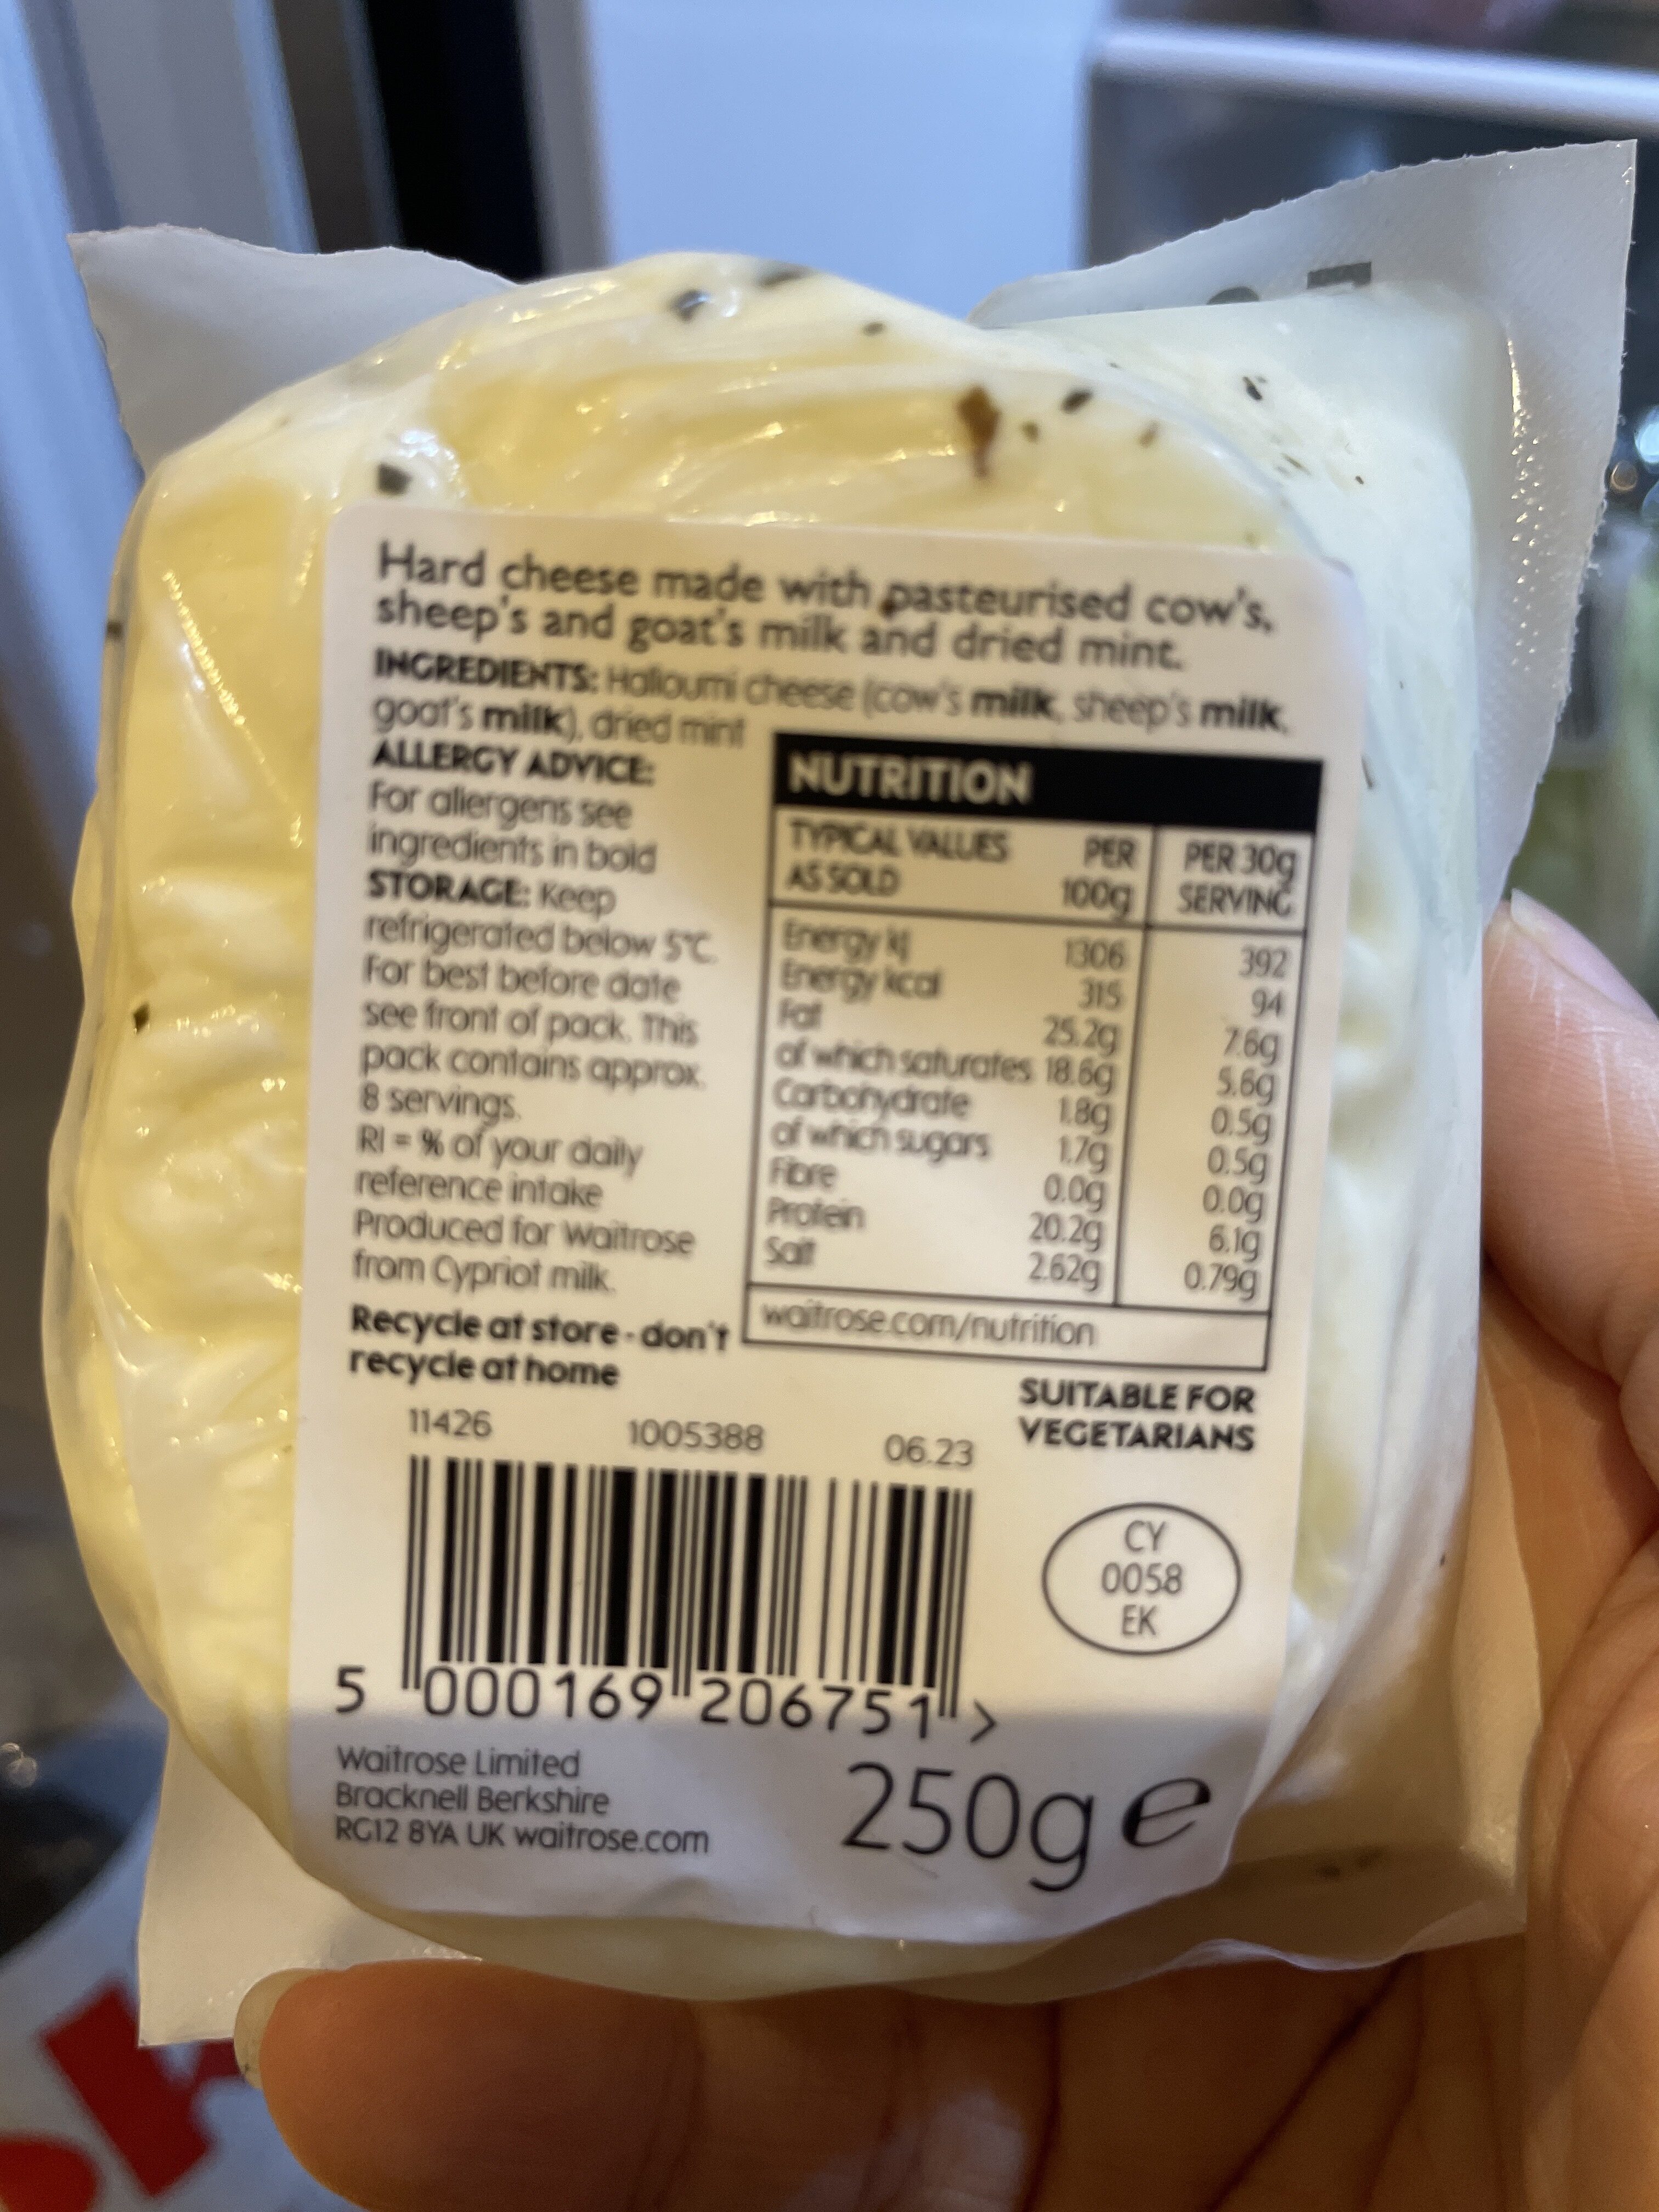 Hard cheese made with pasteurised cow's,
sheep's and goat's milk and dried mint.
INGREDIENTS: Halloumi cheese (cow's milk, sheep's milk,
goat's milk), dried mint
ALLERGY ADVICE:
For allergens see
ingredients in bold
STORAGE: Keep
refrigerated below 5°C.
For best before date
see front of pack. This
pack contains approx.
8 servings.
RI = % of your daily
reference intake
Produced for Waitrose
from Cypriot milk.
Recycle at store - don't
recycle at home
NUTRITION
TYPICAL VALUES PER PER 30g
AS SOLD 100g SERVING
Energy kJ 1306 392
Energy kcal 315 94
Fat 25.2g 7.6g
of which saturates 18.6g 5.6g
Carbohydrate 1.8g 0.5g
of which sugars 1.7g 0.5g
Fibre 0.0g 0.0g
Protein 20.2g 6.1g
Salt 2.62g 0.79g
waitrose.com/nutrition
SUITABLE FOR
VEGETARIANS
11426 1005388 06.23
CY
0058
EK
5 000169 206751 >
Waitrose Limited
Bracknell Berkshire
RG12 8YA UK waitrose.com
250g e